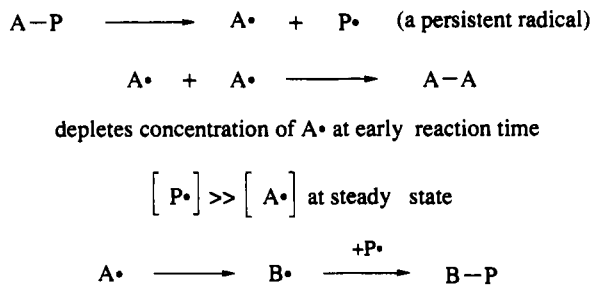 A–P ⟶ A• + P• (a persistent radical)
A• + A• ⟶ A–A
depletes concentration of A• at early reaction time
[P•] >> [A•] at steady state
A• ⟶ B• +P• ⟶ B–P